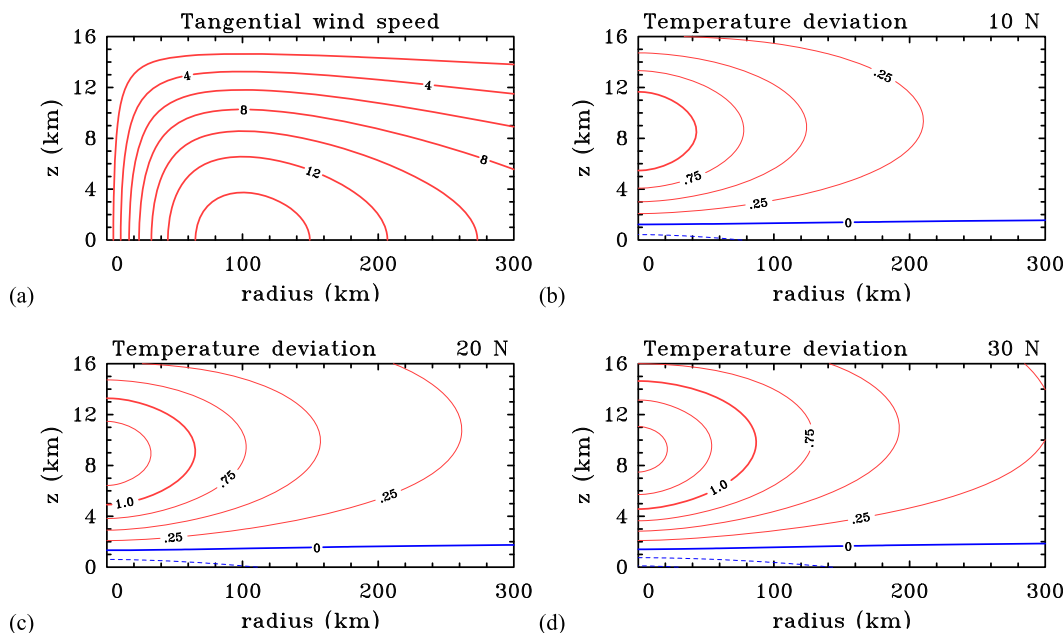 Tangential wind speed
16
12
8
4
0
z (km)
4
4
8
8
12
0 100 200 300
radius (km)
(a)
Temperature deviation 10 N
16
12
8
4
0
z (km)
.25
.75
.25
0
0 100 200 300
radius (km)
(b)
Temperature deviation 20 N
16
12
8
4
0
z (km)
1.0
.75
.25
.25
0
0 100 200 300
radius (km)
(c)
Temperature deviation 30 N
16
12
8
4
0
z (km)
.75
1.0
.25
0
0 100 200 300
radius (km)
(d)